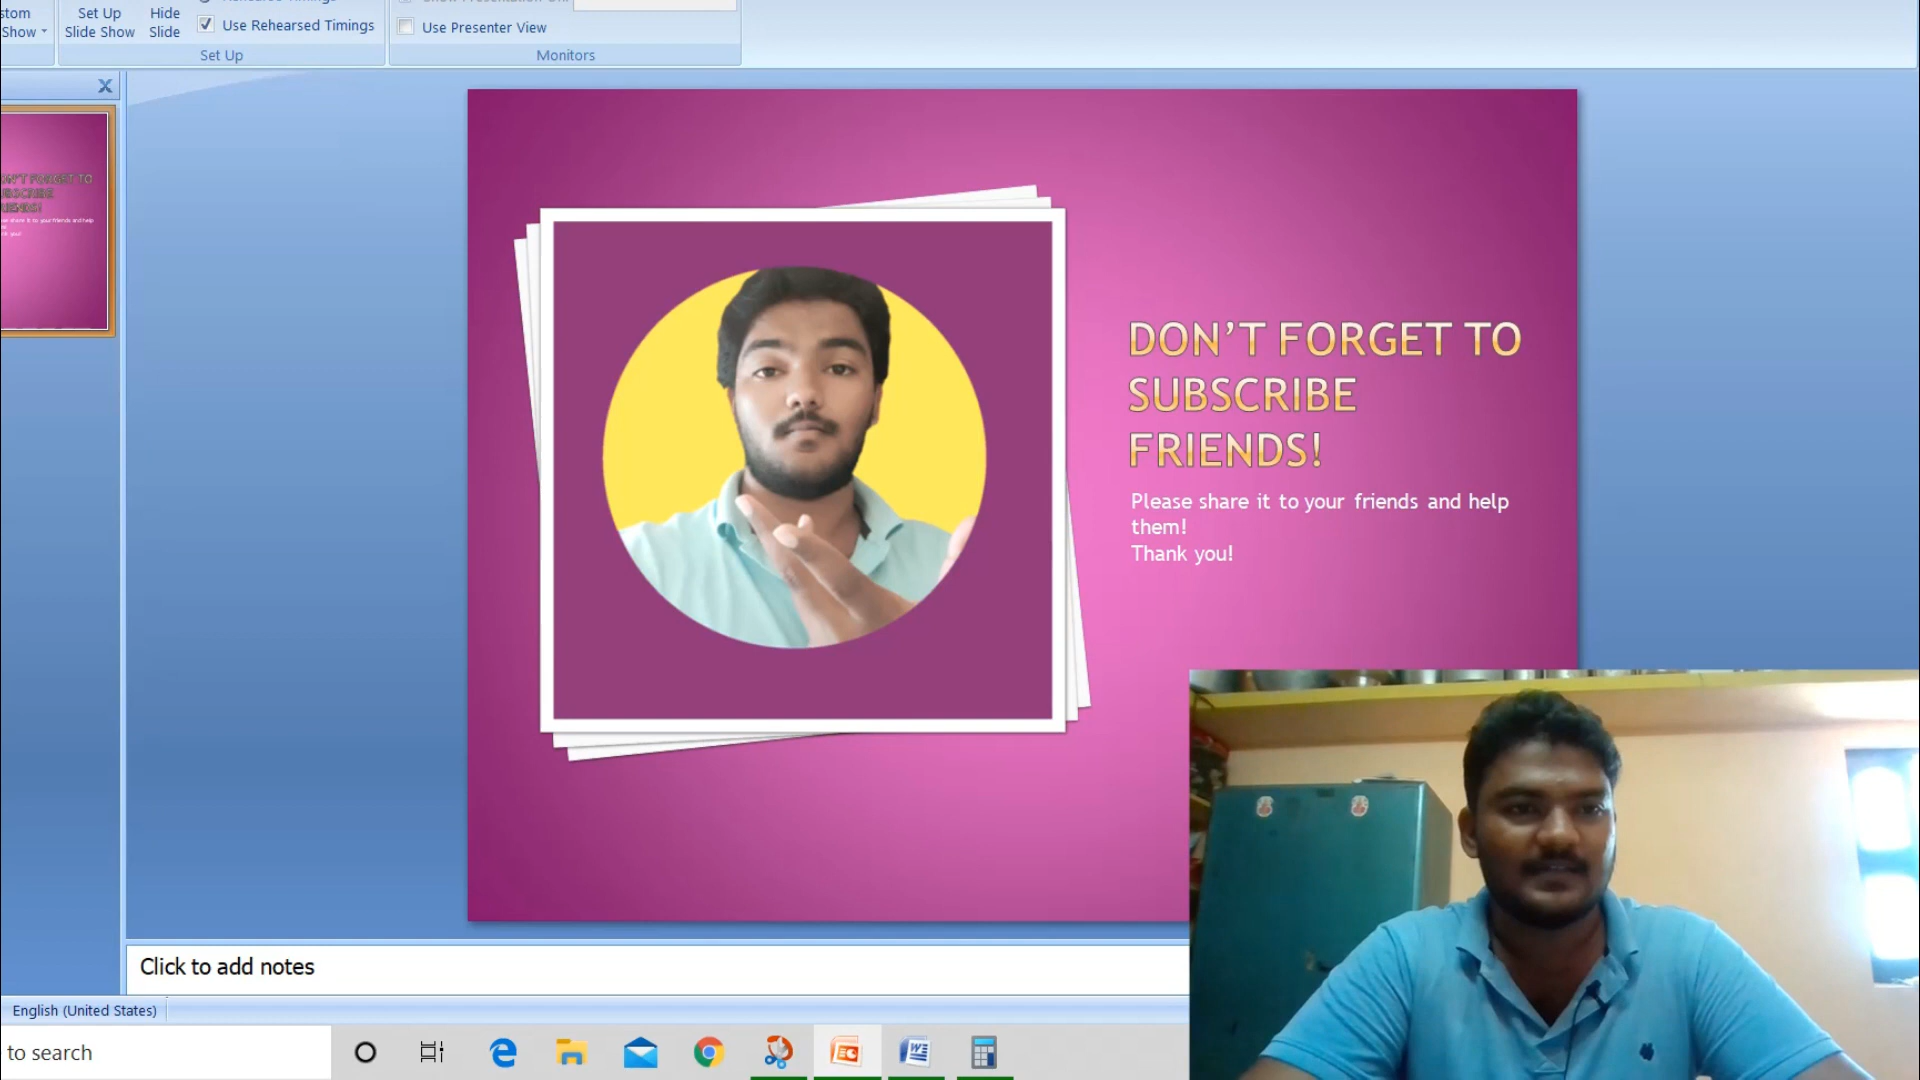 stom
Show
Set Up
Slide Show
Hide
Slide
Use Rehearsed Timings
Set Up
Use Presenter View
Monitors
DON’T FORGET TO
SUBSCRIBE
FRIENDS!
Please share it to your friends and help
them!
Thank you!
Click to add notes
English (United States)
to search